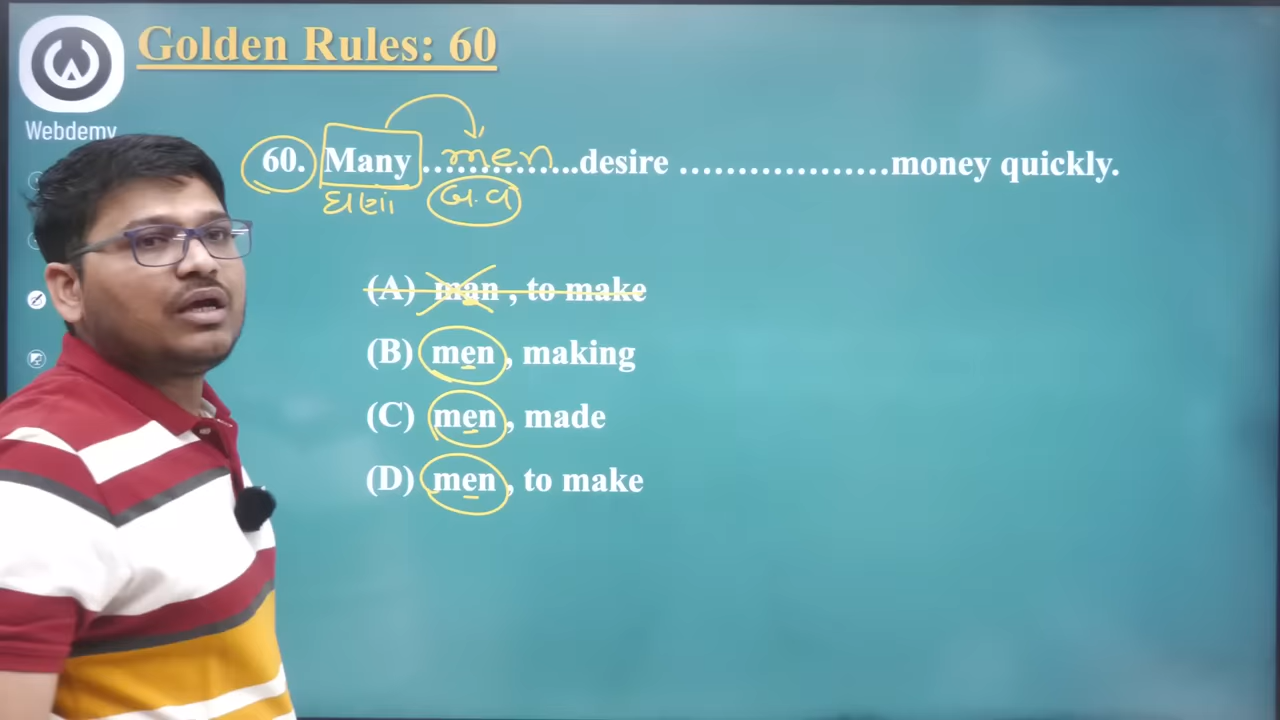 Golden Rules: 60
Webdemy
60. Many ............... men desire .................. money quickly.
ઘણા બ.વ
(A) man , to make
(B) men , making
(C) men , made
(D) men , to make